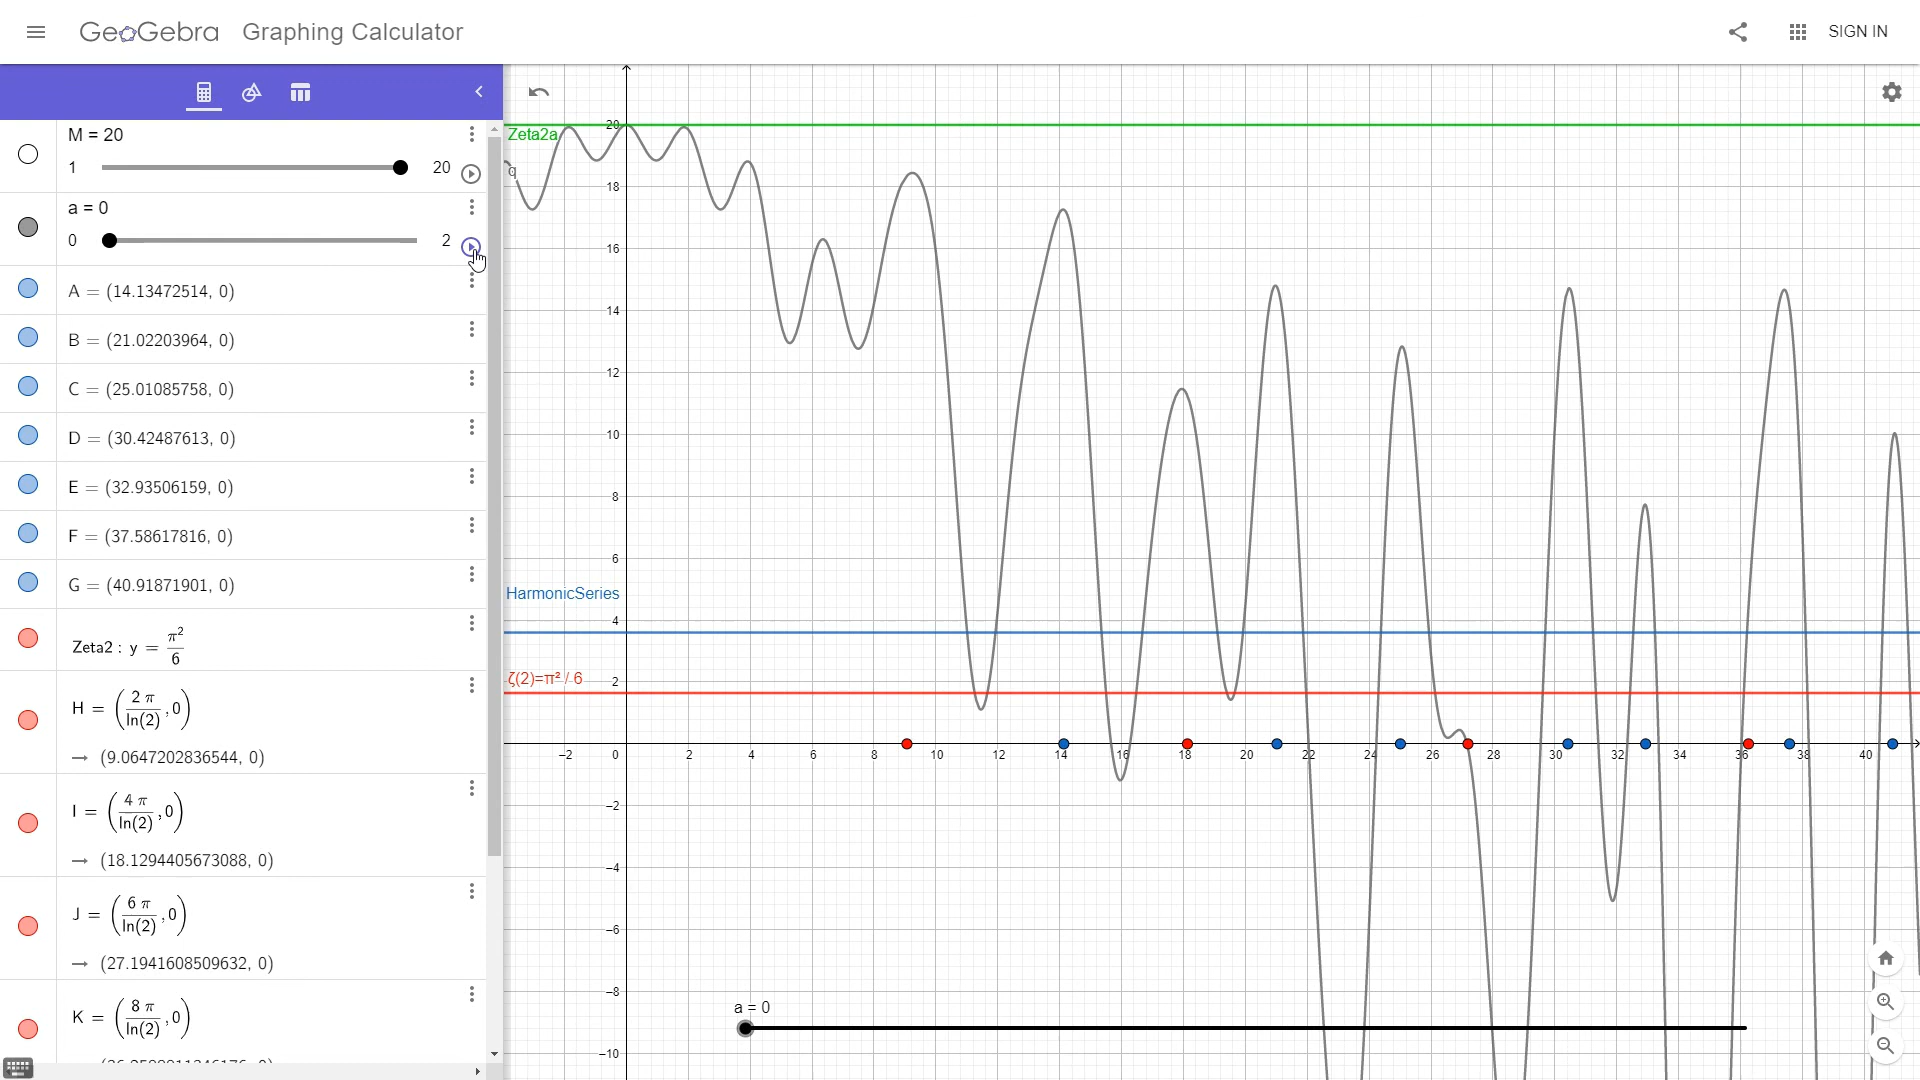 GeoGebra Graphing Calculator
SIGN IN
M = 20
1 20
a = 0
0 2
A = (14.13472514, 0)
B = (21.02203964, 0)
C = (25.01085758, 0)
D = (30.42487613, 0)
E = (32.93506159, 0)
F = (37.58617816, 0)
G = (40.91871901, 0)
Zeta2 : y = π²/6
H = (2 π/ln(2), 0)
→ (9.0647202836544, 0)
I = (4 π/ln(2), 0)
→ (18.1294405673088, 0)
J = (6 π/ln(2), 0)
→ (27.1941608509632, 0)
K = (8 π/ln(2), 0)
Zeta2a
q
HarmonicSeries
ζ(2)=π² / 6
20
18
16
14
12
10
8
6
4
2
−2 0 2 4 6 8 10 12 14 16 18 20 22 24 26 28 30 32 34 36 38 40
−2
−4
−6
−8
−10
a = 0